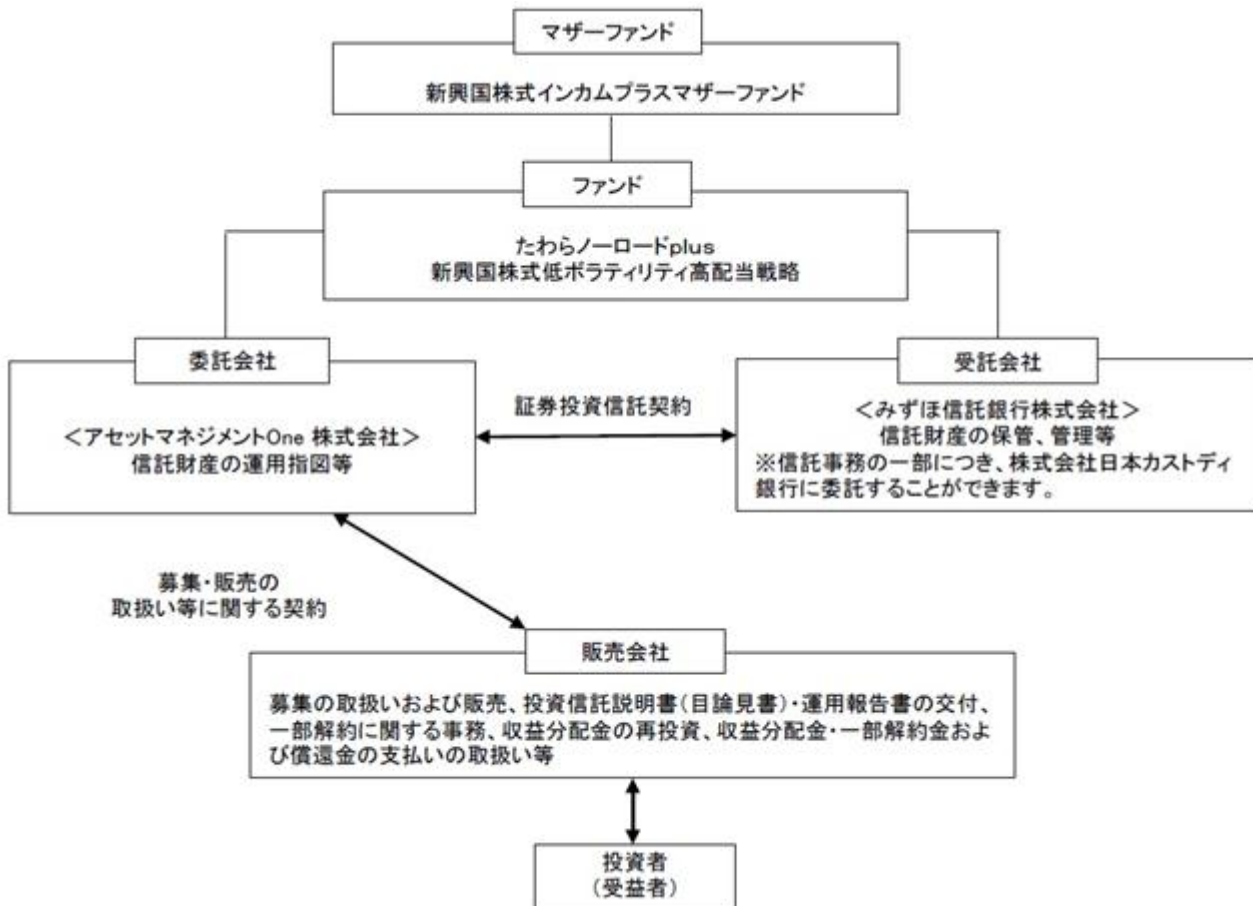 マザーファンド
新興国株式インカムプラスマザーファンド
ファンド
たわらノーロードplus
新興国株式低ボラティリティ高配当戦略
委託会社
＜アセットマネジメントOne 株式会社＞
信託財産の運用指図等
証券投資信託契約
受託会社
＜みずほ信託銀行株式会社＞
信託財産の保管、管理等
※信託事務の一部につき、株式会社日本カストディ
銀行に委託することができます。
募集・販売の
取扱い等に関する契約
販売会社
募集の取扱いおよび販売、投資信託説明書（目論見書）・運用報告書の交付、
一部解約に関する事務、収益分配金の再投資、収益分配金・一部解約金およ
び償還金の支払いの取扱い等
投資者
（受益者）